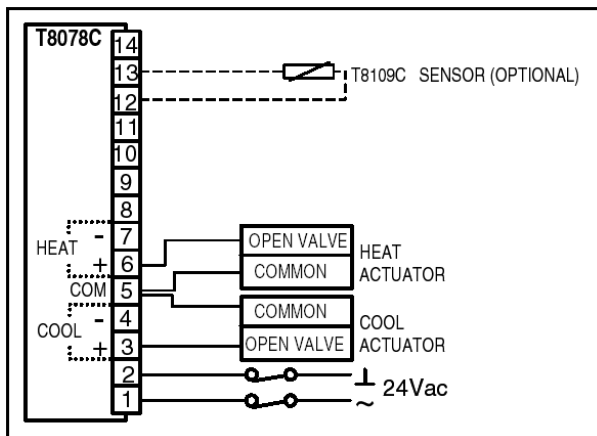 T8078C
14
13
T8109C SENSOR (OPTIONAL)
12
11
10
9
8
7
-
HEAT
+
6
COM
5
-
4
COOL
+
3
2
1
OPEN VALVE
COMMON
HEAT
ACTUATOR
COMMON
OPEN VALVE
COOL
ACTUATOR
⊥
24Vac
~